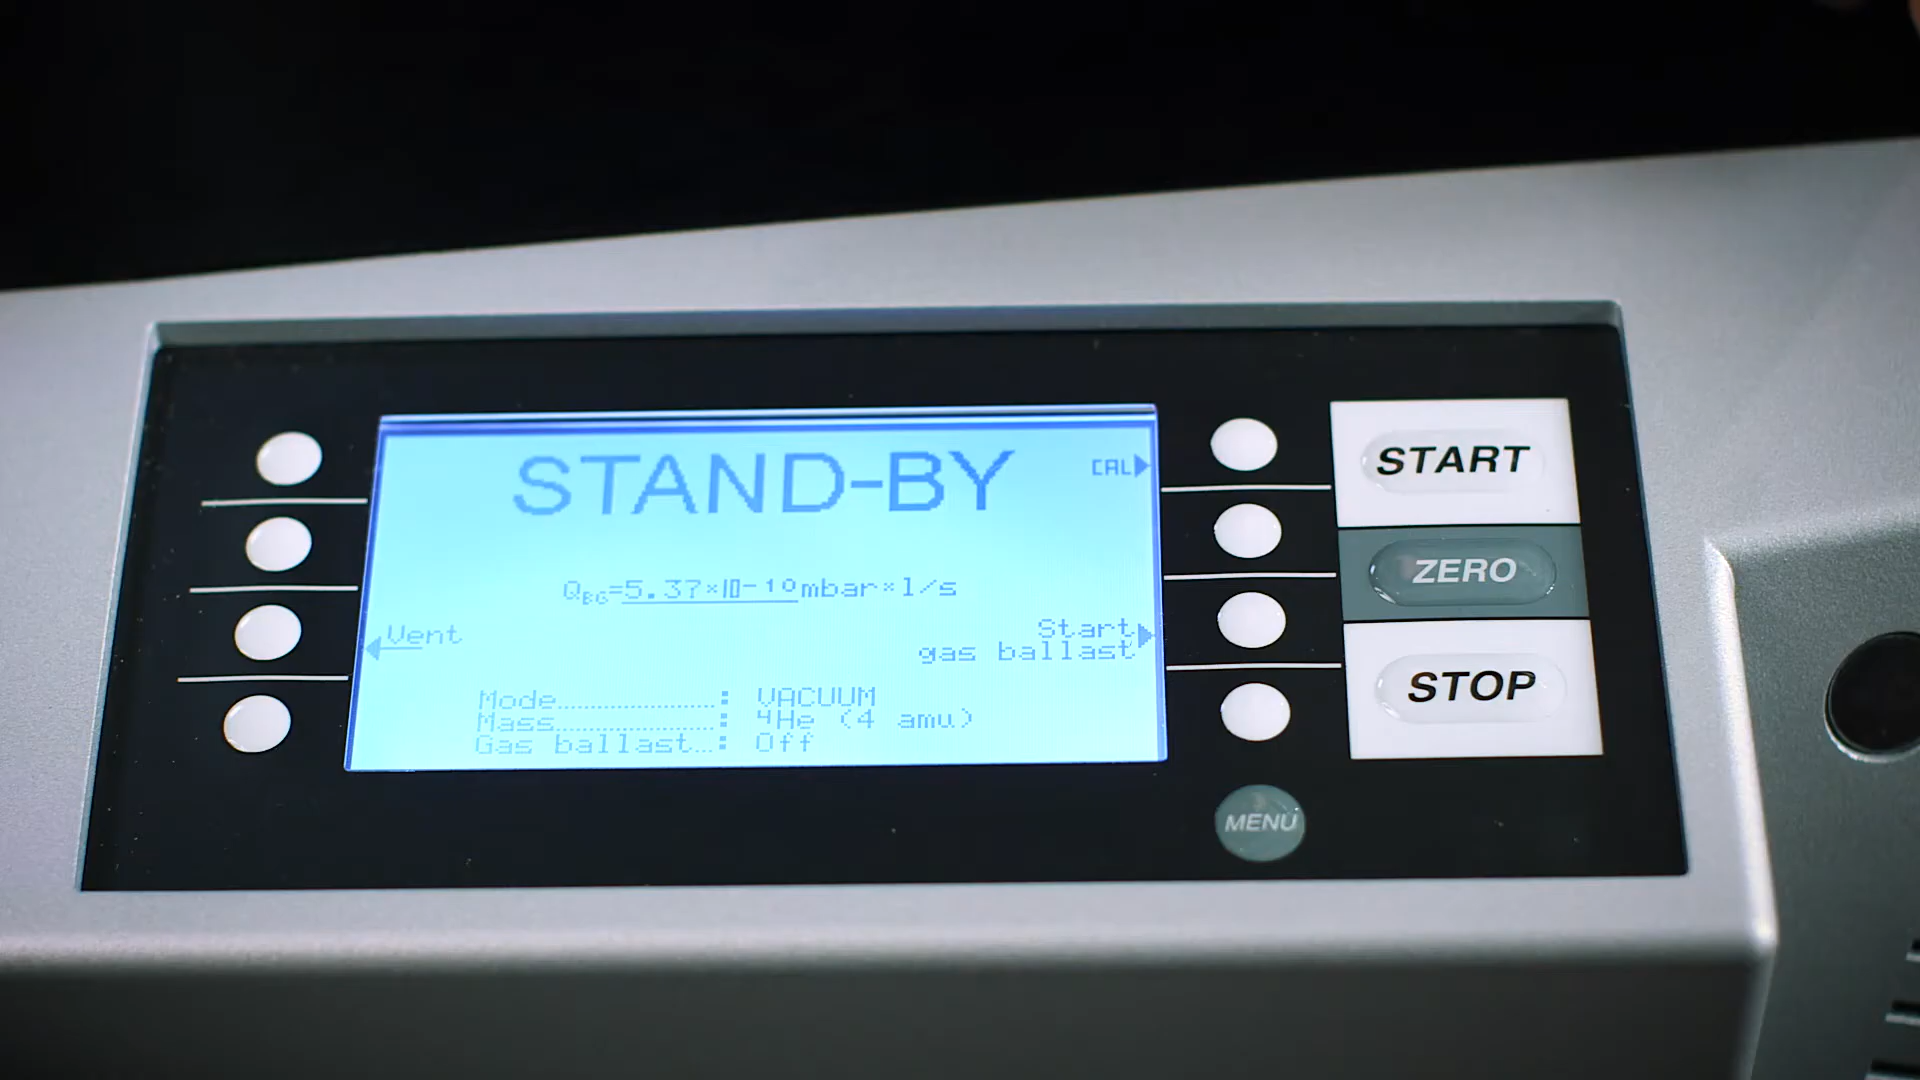 STAND-BY
CAL
Q_BG=5.37×10-10mbar×l/s
Vent
Start
gas ballast
Mode..............: VACUUM
Mass..............: ⁴He (4 amu)
Gas ballast...: Off
START
ZERO
STOP
MENU